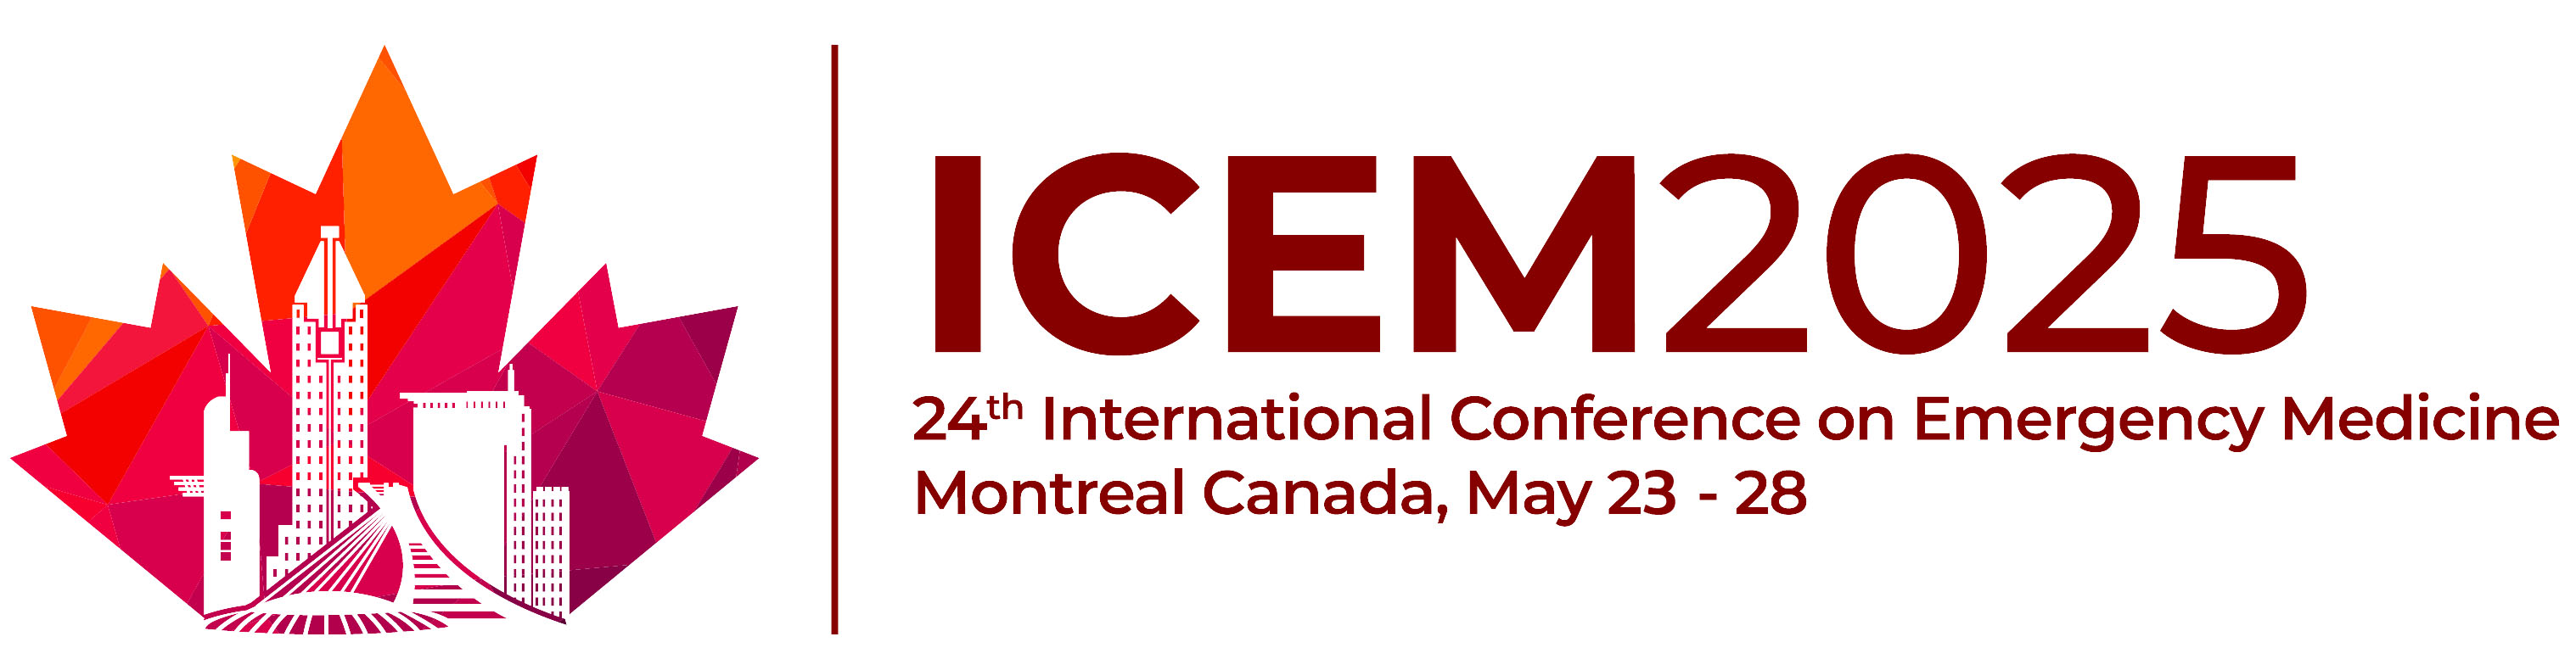 ICEM2025
24th International Conference on Emergency Medicine
Montreal Canada, May 23 - 28